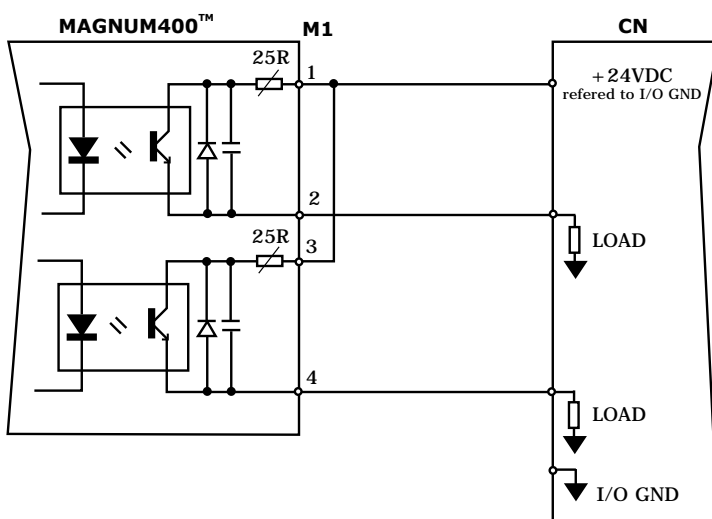 MAGNUM400™ M1 CN
25R
1
+24VDC
refered to I/O GND
2
25R
3
LOAD
4
LOAD
I/O GND